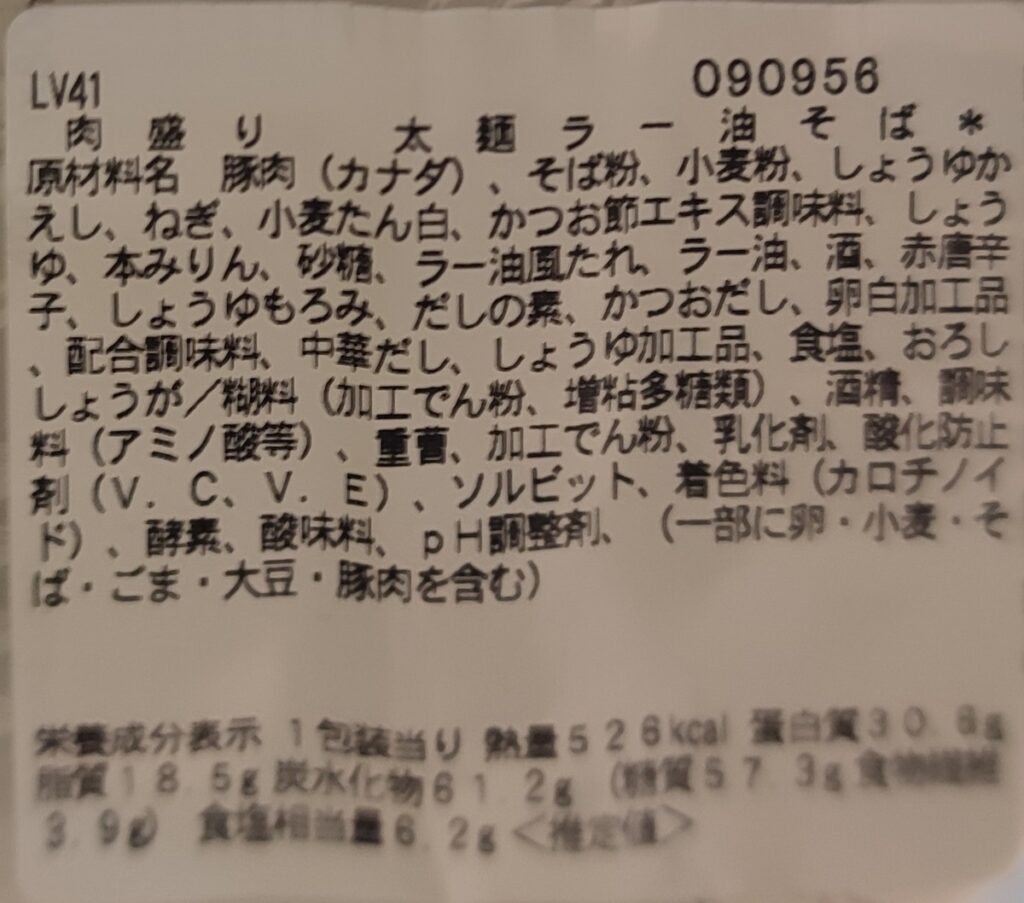 LV41 090956
肉盛り 太麺ラー油そば*
原材料名 豚肉(カナダ)、そば粉、小麦粉、しょうゆか
えし、ねぎ、小麦たん白、かつお節エキス調味料、しょう
ゆ、本みりん、砂糖、ラー油風たれ、ラー油、酒、赤唐辛
子、しょうゆもろみ、だしの素、かつおだし、卵白加工品
、配合調味料、中華だし、しょうゆ加工品、食塩、おろし
しょうが/糊料(加工でん粉、増粘多糖類)、酒精、調味
料(アミノ酸等)、重曹、加工でん粉、乳化剤、酸化防止
剤(V.C、V.E)、ソルビット、着色料(カロチノイ
ド)、酵素、酸味料、pH調整剤、(一部に卵・小麦・そ
ば・ごま・大豆・豚肉を含む)
栄養成分表示 1包装当り 熱量526kcal 蛋白質30.6g
脂質18.5g 炭水化物61.2g (糖質57.3g 食物繊維
3.9g) 食塩相当量6.2g <推定値>